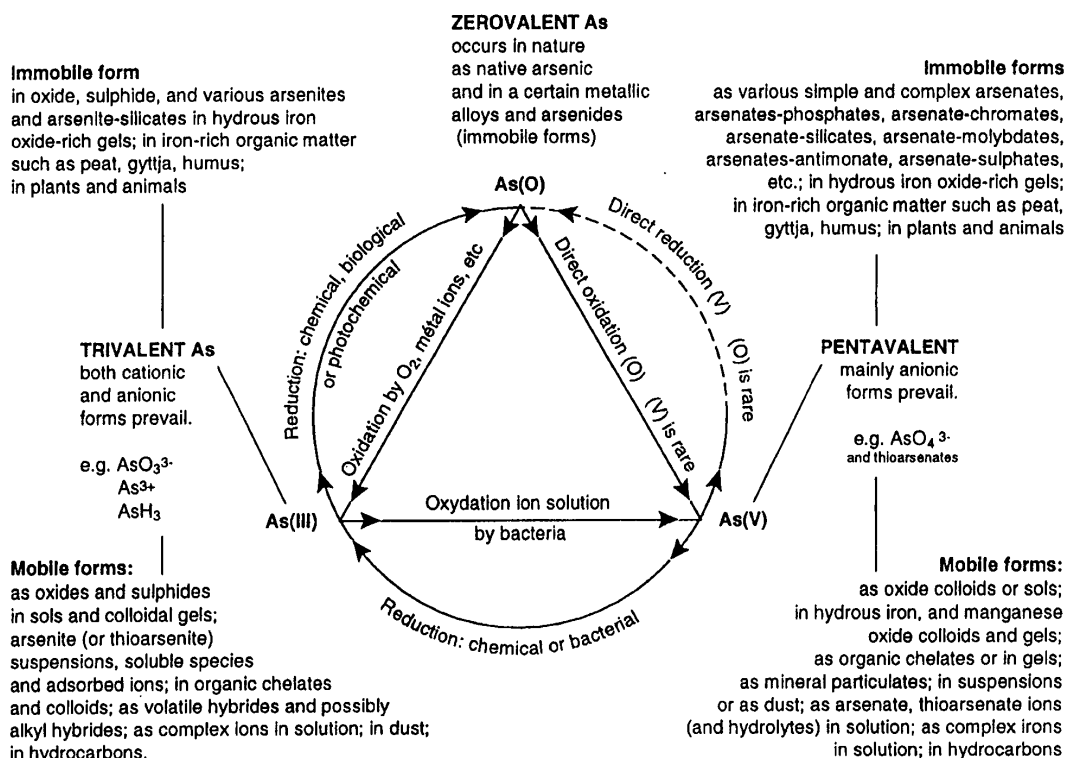 ZEROVALENT As
occurs in nature
as native arsenic
and in a certain metallic
alloys and arsenides
(immobile forms)
As(O)
Immobile form
in oxide, sulphide, and various arsenites
and arsenite-silicates in hydrous iron
oxide-rich gels; in iron-rich organic matter
such as peat, gyttja, humus;
in plants and animals
Immobile forms
as various simple and complex arsenates,
arsenates-phosphates, arsenate-chromates,
arsenate-silicates, arsenate-molybdates,
arsenates-antimonate, arsenate-sulphates,
etc.; in hydrous iron oxide-rich gels;
in iron-rich organic matter such as peat,
gyttja, humus; in plants and animals
Reduction: chemical, biological
or photochemical
Oxidation by O₂, métal ions, etc
Direct oxidation (O) (V) is rare
Direct reduction (V) (O) is rare
TRIVALENT As
both cationic
and anionic
forms prevail.
e.g. AsO₃³⁻
As³⁺
AsH₃
PENTAVALENT
mainly anionic
forms prevail.
e.g. AsO₄ ³⁻
and thioarsenates
As(III)
Oxydation ion solution
by bacteria
As(V)
Reduction: chemical or bacterial
Mobile forms:
as oxides and sulphides
in sols and colloidal gels;
arsenite (or thioarsenite)
suspensions, soluble species
and adsorbed ions; in organic chelates
and colloids; as volatile hybrides and possibly
alkyl hybrides; as complex ions in solution; in dust;
in hydrocarbons.
Mobile forms:
as oxide colloids or sols;
in hydrous iron, and manganese
oxide colloids and gels;
as organic chelates or in gels;
as mineral particulates; in suspensions
or as dust; as arsenate, thioarsenate ions
(and hydrolytes) in solution; as complex irons
in solution; in hydrocarbons